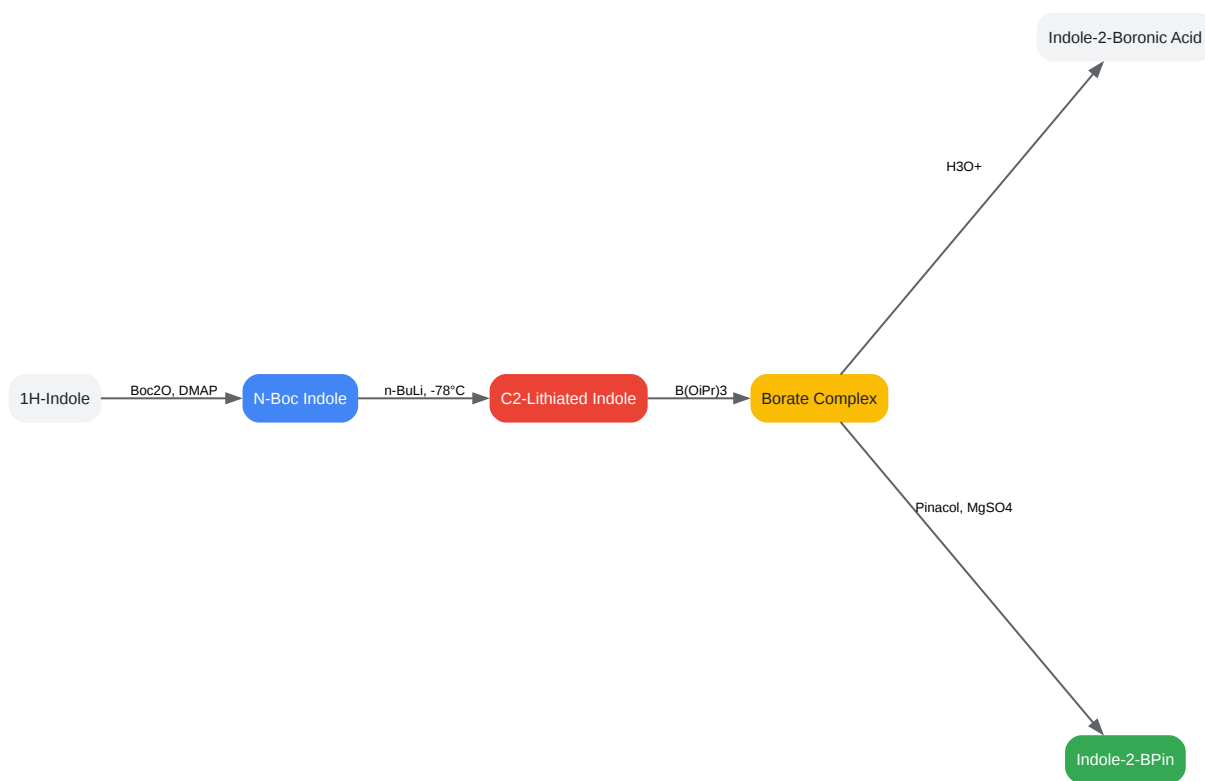 Indole-2-Boronic Acid
H3O+
1H-Indole
Boc2O, DMAP
N-Boc Indole
n-BuLi, -78°C
C2-Lithiated Indole
B(OiPr)3
Borate Complex
Pinacol, MgSO4
Indole-2-BPin